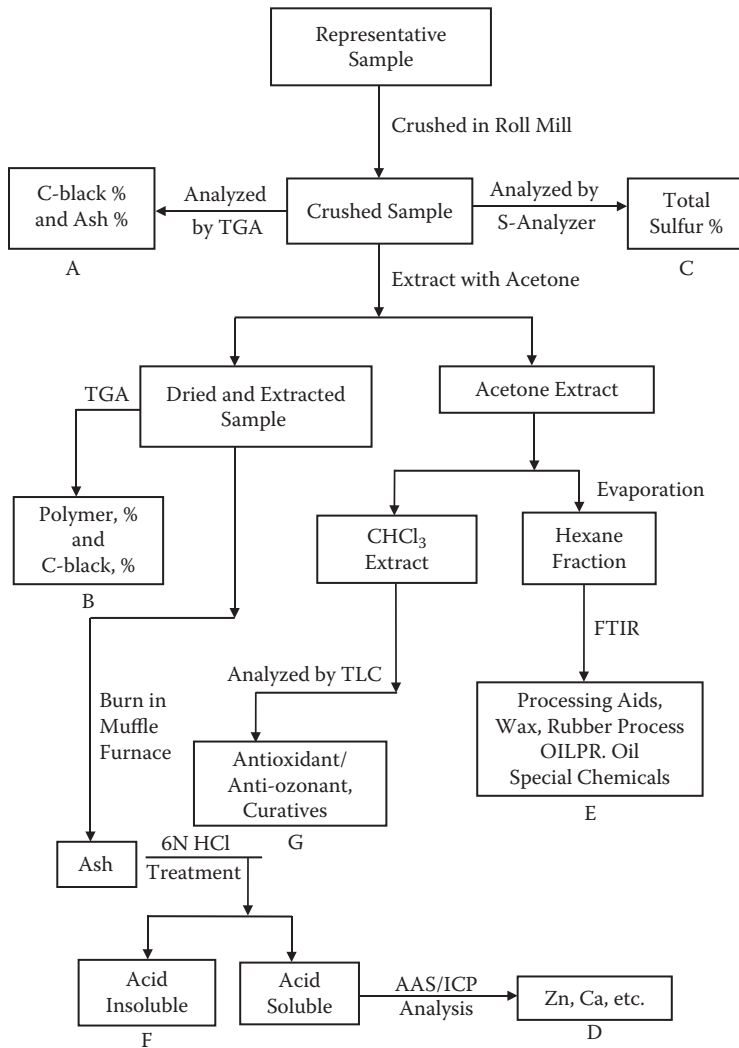 Representative
Sample
Crushed in Roll Mill
C-black %
and Ash %
A
Analyzed
by TGA
Crushed Sample
Analyzed by
S-Analyzer
Total
Sulfur %
C
Extract with Acetone
TGA
Dried and Extracted
Sample
Acetone Extract
Polymer, %
and
C-black, %
B
CHCl₃
Extract
Evaporation
Hexane
Fraction
FTIR
Analyzed by TLC
Burn in
Muffle
Furnace
Antioxidant/
Anti-ozonant,
Curatives
G
Processing Aids,
Wax, Rubber Process
OILPR. Oil
Special Chemicals
E
Ash
6N HCl
Treatment
Acid
Insoluble
F
Acid
Soluble
AAS/ICP
Analysis
Zn, Ca, etc.
D